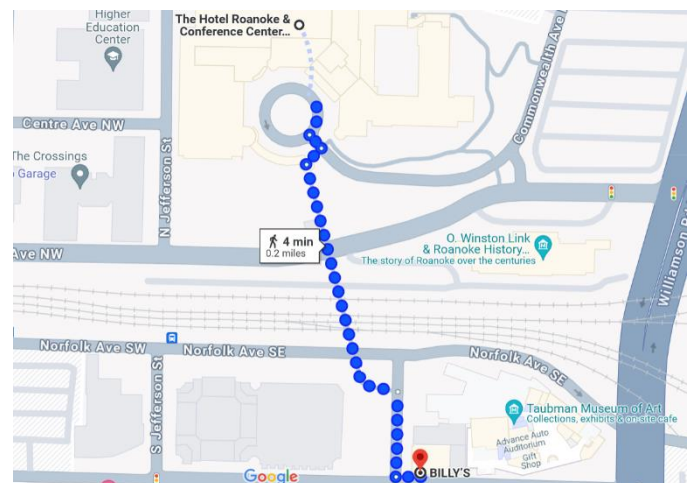 Higher
Education
Center
The Hotel Roanoke &
Conference Center...
Commonwealth Ave
Centre Ave NW
N Jefferson St
The Crossings
Garage
4 min
0.2 miles
O. Winston Link
& Roanoke History...
The story of Roanoke over the centuries
Ave NW
Williamson
Norfolk Ave SW
Norfolk Ave SE
Norfolk Ave SE
S Jefferson St
Taubman Museum of Art
Collections, exhibits & on-site cafe
Advance Auto
Auditorium
Gift
Shop
Google
BILLY'S